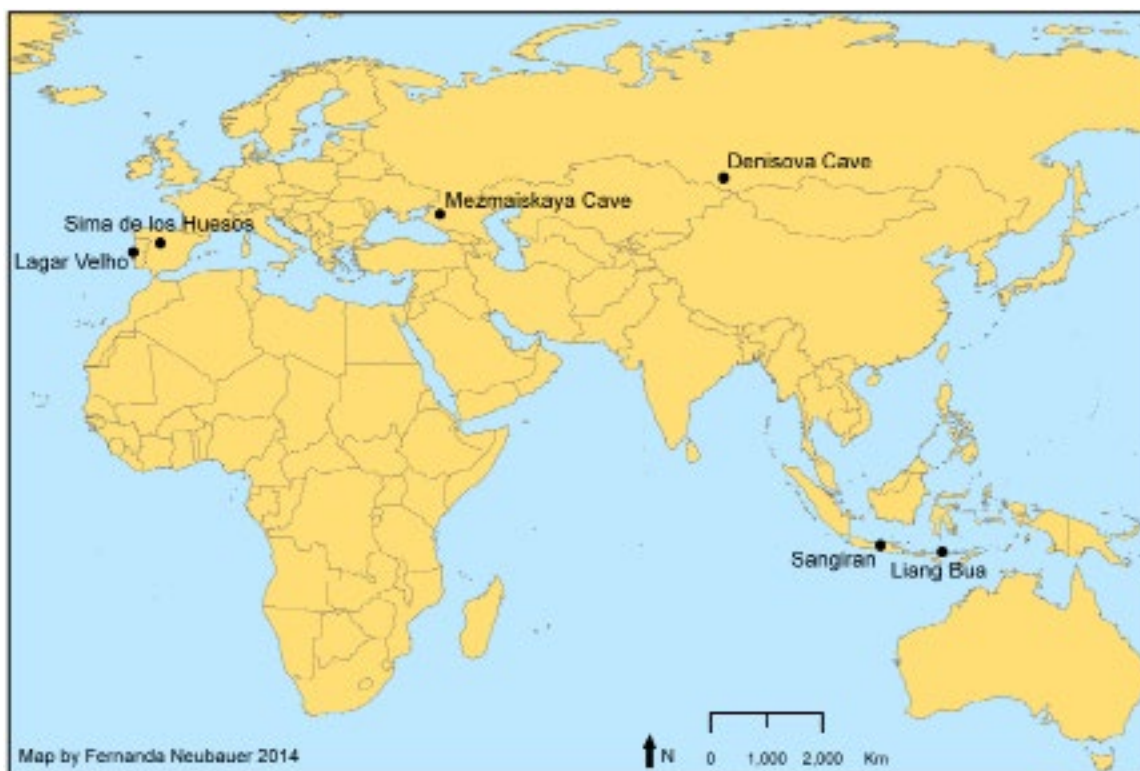 Denisova Cave
Mezmaiskaya Cave
Sima de los Huesos
Lagar Velho
Sangiran
Liang Bua
Map by Fernanda Neubauer 2014
N
0 1,000 2,000 Km